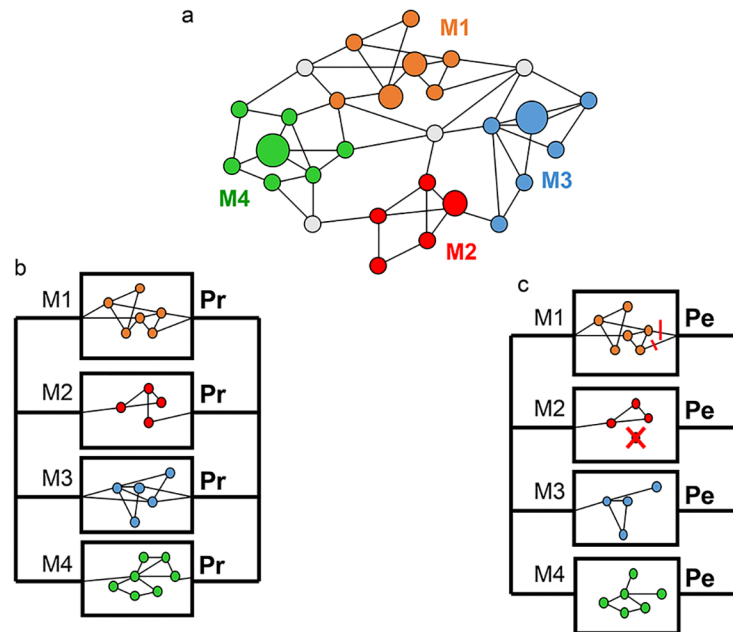 a
M1
M4
M3
M2
b
M1 Pr
M2 Pr
M3 Pr
M4 Pr
c
M1 Pe
M2 Pe
M3 Pe
M4 Pe